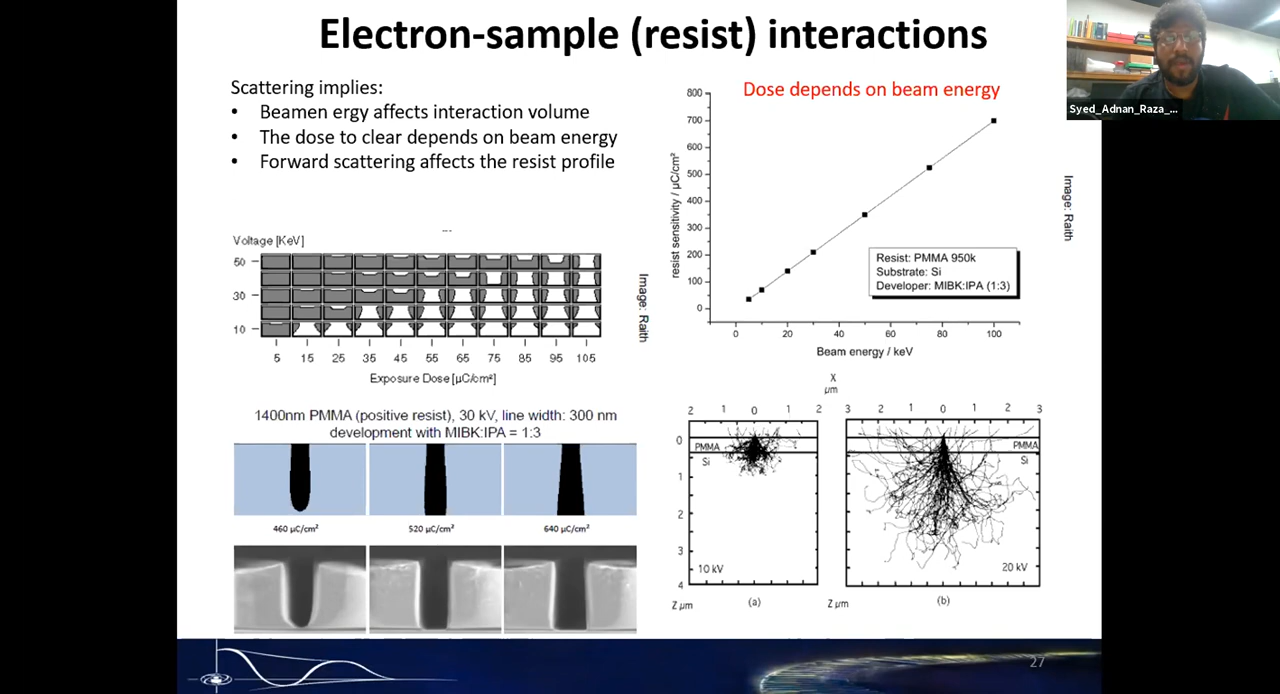 Electron-sample (resist) interactions
Scattering implies:
• Beamen ergy affects interaction volume
• The dose to clear depends on beam energy
• Forward scattering affects the resist profile
Voltage [KeV]
50
30
10
5 15 25 35 45 55 65 75 85 95 105
Exposure Dose [µC/cm²]
Image: Raith
1400nm PMMA (positive resist), 30 kV, line width: 300 nm
development with MIBK:IPA = 1:3
460 µC/cm² 520 µC/cm² 640 µC/cm²
Dose depends on beam energy
resist sensitivity / µC/cm²
800
700
600
500
400
300
200
100
0
0 20 40 60 80 100
Beam energy / keV
Resist: PMMA 950k
Substrate: Si
Developer: MIBK:IPA (1:3)
Image: Raith
X
µm
2 1 0 1 2
0
1
2
3
4
PMMA
Si
10 kV
Z µm
(a)
3 2 1 0 1 2 3
PMMA
Si
20 kV
Z µm
(b)
27
Syed_Adnan_Raza_...